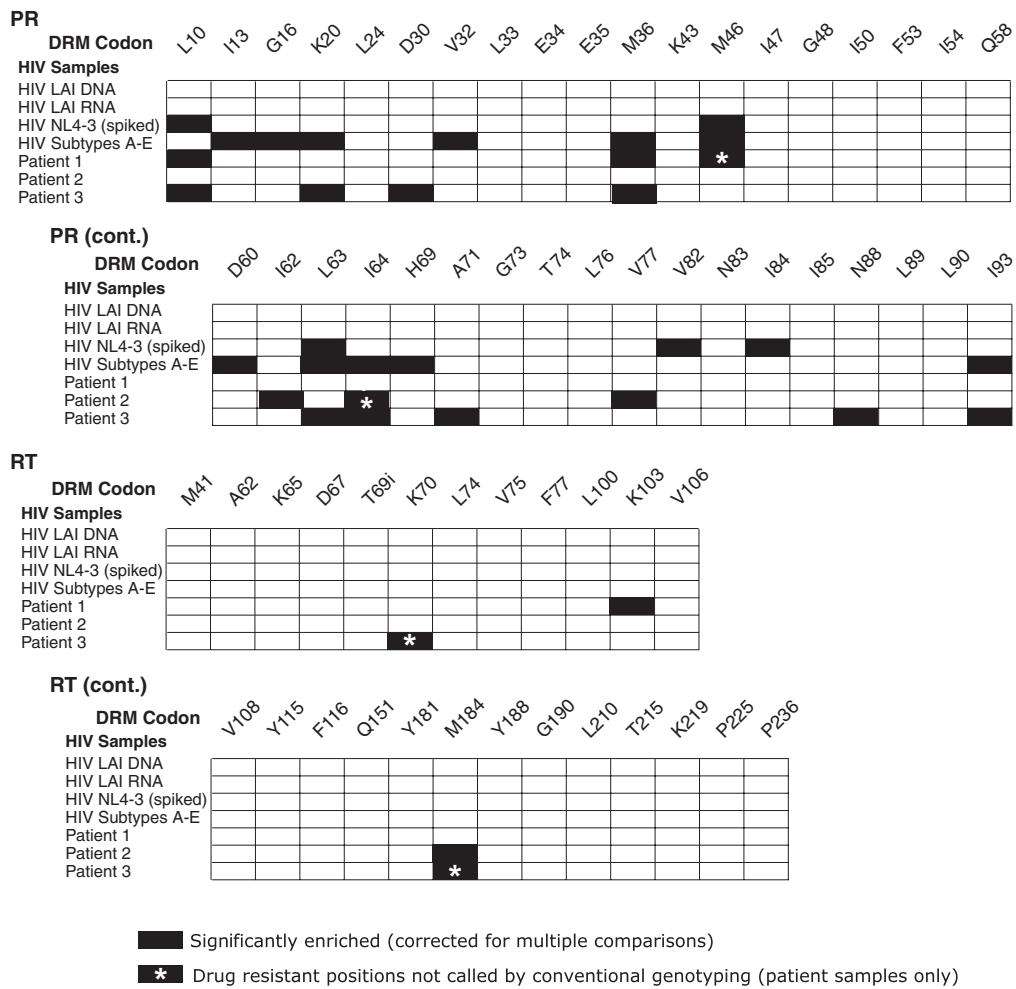 PR
DRM Codon L10 I13 G16 K20 L24 D30 V32 L33 E34 E35 M36 K43 M46 I47 G48 I50 F53 I54 Q58
HIV Samples
HIV LAI DNA
HIV LAI RNA
HIV NL4-3 (spiked)
HIV Subtypes A-E
Patient 1 *
Patient 2
Patient 3
PR (cont.)
DRM Codon D60 I62 L63 I64 H69 A71 G73 T74 L76 V77 V82 N83 I84 I85 N88 L89 L90 I93
HIV Samples
HIV LAI DNA
HIV LAI RNA
HIV NL4-3 (spiked)
HIV Subtypes A-E
Patient 1
Patient 2 *
Patient 3
RT
DRM Codon M41 A62 K65 D67 T69i K70 L74 V75 F77 L100 K103 V106
HIV Samples
HIV LAI DNA
HIV LAI RNA
HIV NL4-3 (spiked)
HIV Subtypes A-E
Patient 1
Patient 2
Patient 3 *
RT (cont.)
DRM Codon V108 Y115 F116 Q151 Y181 M184 Y188 G190 L210 T215 K219 P225 P236
HIV Samples
HIV LAI DNA
HIV LAI RNA
HIV NL4-3 (spiked)
HIV Subtypes A-E
Patient 1
Patient 2
Patient 3 *
Significantly enriched (corrected for multiple comparisons)
* Drug resistant positions not called by conventional genotyping (patient samples only)